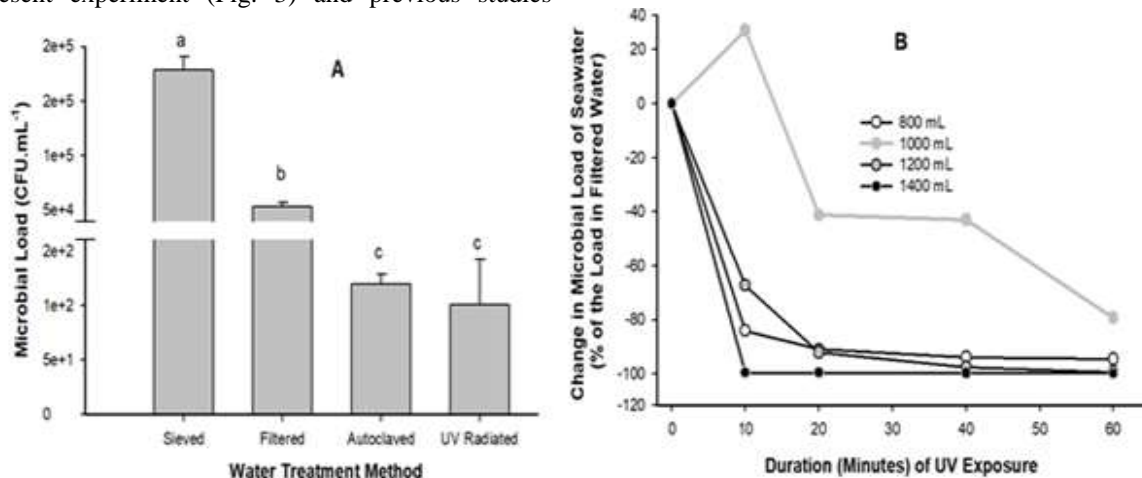 esent experiment (Fig. 3) and previous studies
A
Microbial Load (CFU.mL-1)
2e+5
2e+5
1e+5
5e+4
2e+2
1e+2
5e+1
0
a
b
c
c
Sieved Filtered Autoclaved UV Radiated
Water Treatment Method
B
Change in Microbial Load of Seawater
(% of the Load in Filtered Water)
40
20
0
-20
-40
-60
-80
-100
-120
800 mL
1000 mL
1200 mL
1400 mL
0 10 20 40 60
Duration (Minutes) of UV Exposure